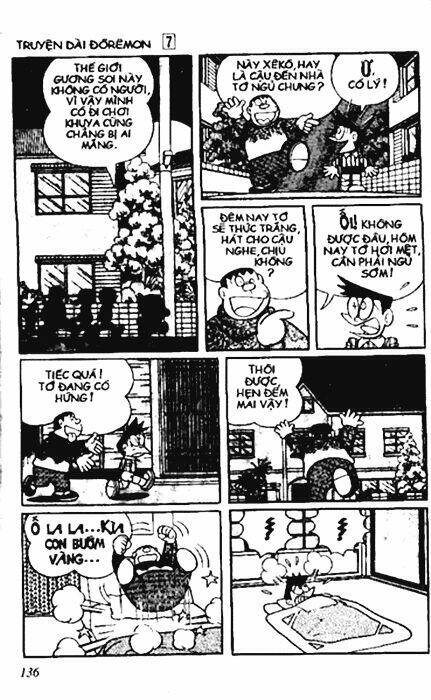 TRUYỆN DÀI ĐÔRÊMON 7
THẾ GIỚI
GƯƠNG SOI NÀY
KHÔNG CÓ NGƯỜI,
VÌ VẬY MÌNH
CÓ ĐI CHƠI
KHUYA CŨNG
CHẲNG BỊ AI
MẮNG.
NÀY XÊKÔ, HAY
LÀ CẬU ĐẾN NHÀ
TỚ NGỦ CHUNG?
Ừ,
CÓ LÝ!
ĐÊM NAY TỚ
SẼ THỨC TRẮNG,
HÁT CHO CẬU
NGHE, CHỊU
KHÔNG
?
ỐI! KHÔNG
ĐƯỢC ĐÂU, HÔM
NAY TỚ HƠI MỆT,
CẦN PHẢI NGỦ
SỚM!
TIẾC QUÁ!
TỚ ĐANG CÓ
HỨNG!
THÔI
ĐƯỢC,
HẸN ĐÊM
MAI VẬY!
Ồ LA LA...KÌA
CON BƯỚM
VÀNG...
136